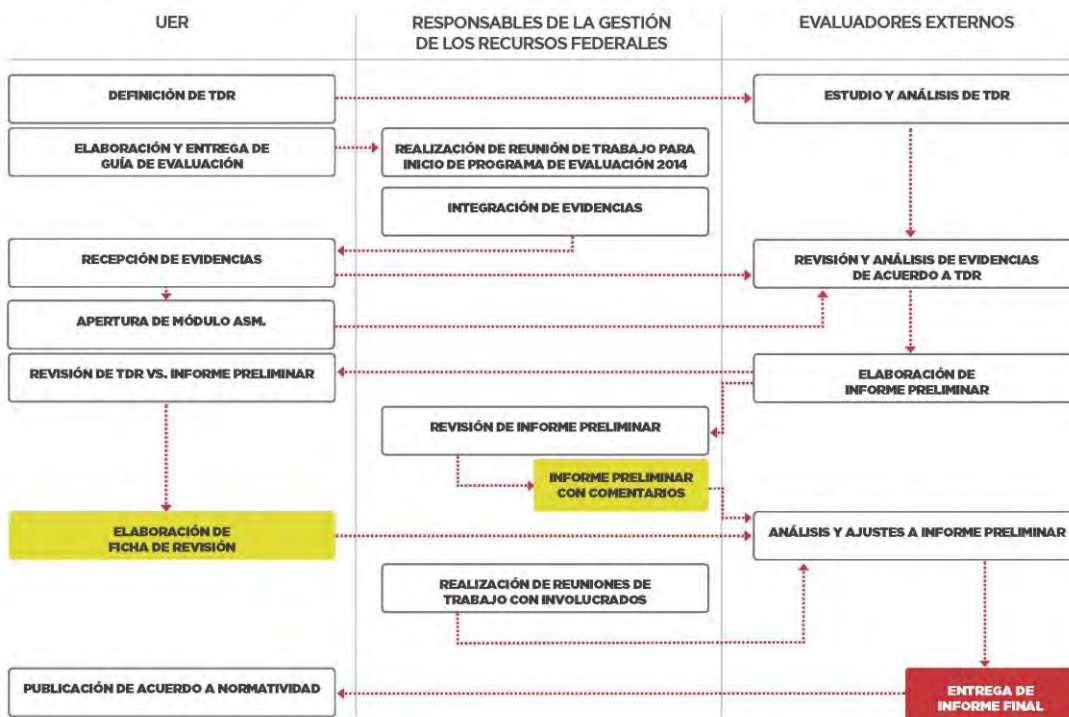 UER
RESPONSABLES DE LA GESTIÓN
DE LOS RECURSOS FEDERALES
EVALUADORES EXTERNOS
DEFINICIÓN DE TDR
ESTUDIO Y ANÁLISIS DE TDR
ELABORACIÓN Y ENTREGA DE
GUÍA DE EVALUACIÓN
REALIZACIÓN DE REUNIÓN DE TRABAJO PARA
INICIO DE PROGRAMA DE EVALUACIÓN 2014
INTEGRACIÓN DE EVIDENCIAS
RECEPCIÓN DE EVIDENCIAS
REVISIÓN Y ANÁLISIS DE EVIDENCIAS
DE ACUERDO A TDR
APERTURA DE MÓDULO ASM.
REVISIÓN DE TDR VS. INFORME PRELIMINAR
ELABORACIÓN DE
INFORME PRELIMINAR
REVISIÓN DE INFORME PRELIMINAR
INFORME PRELIMINAR
CON COMENTARIOS
ELABORACIÓN DE
FICHA DE REVISIÓN
ANÁLISIS Y AJUSTES A INFORME PRELIMINAR
REALIZACIÓN DE REUNIONES DE
TRABAJO CON INVOLUCRADOS
PUBLICACIÓN DE ACUERDO A NORMATIVIDAD
ENTREGA DE
INFORME FINAL